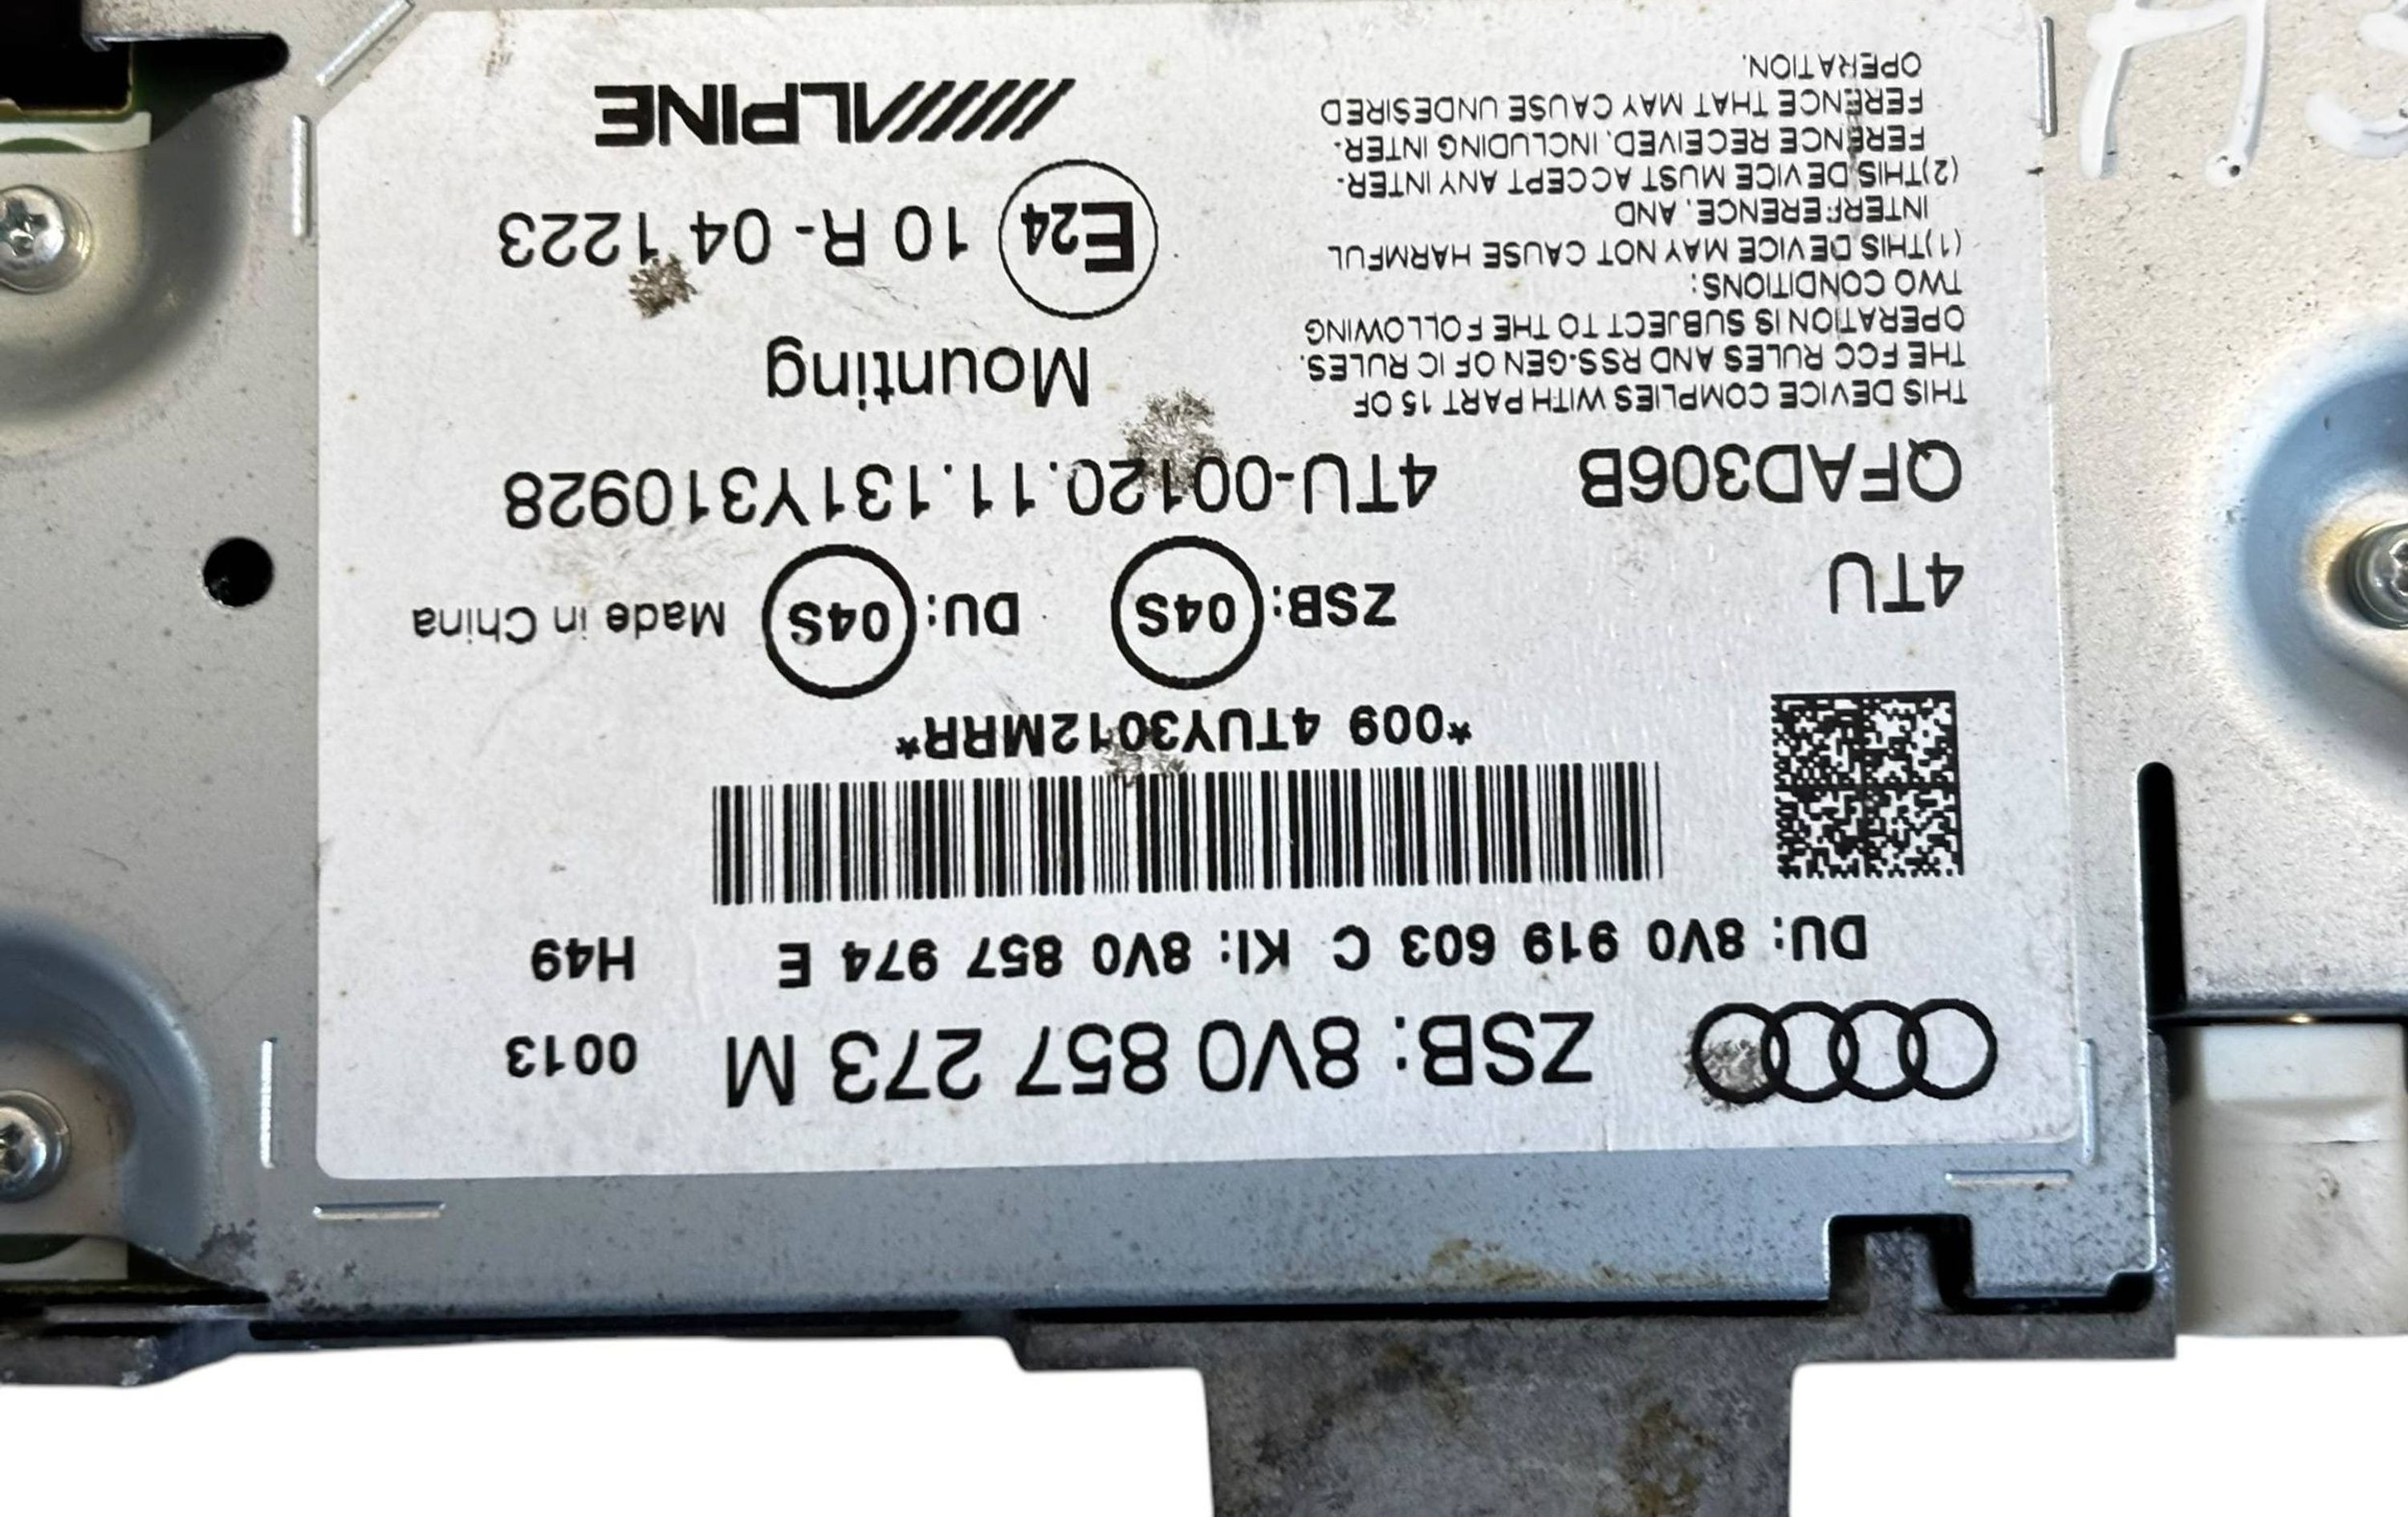 ZSB: 8V0 857 273 M 0013
DU: 8V0 919 603 C KI: 8V0 857 974 E H49
*009 4TUY3012MRR*
4TU ZSB: 04S DU: 04S Made in China
QFAD306B 4TU-00120.11.131Y310928
THIS DEVICE COMPLIES WITH PART 15 OF
THE FCC RULES AND RSS-GEN OF IC RULES.
OPERATION IS SUBJECT TO THE FOLLOWING
TWO CONDITIONS:
(1)THIS DEVICE MAY NOT CAUSE HARMFUL
INTERFERENCE, AND
(2)THIS DEVICE MUST ACCEPT ANY INTER-
FERENCE RECEIVED, INCLUDING INTER-
FERENCE THAT MAY CAUSE UNDESIRED
OPERATION.
Mounting
E24 10 R- 04 1223
ALPINE